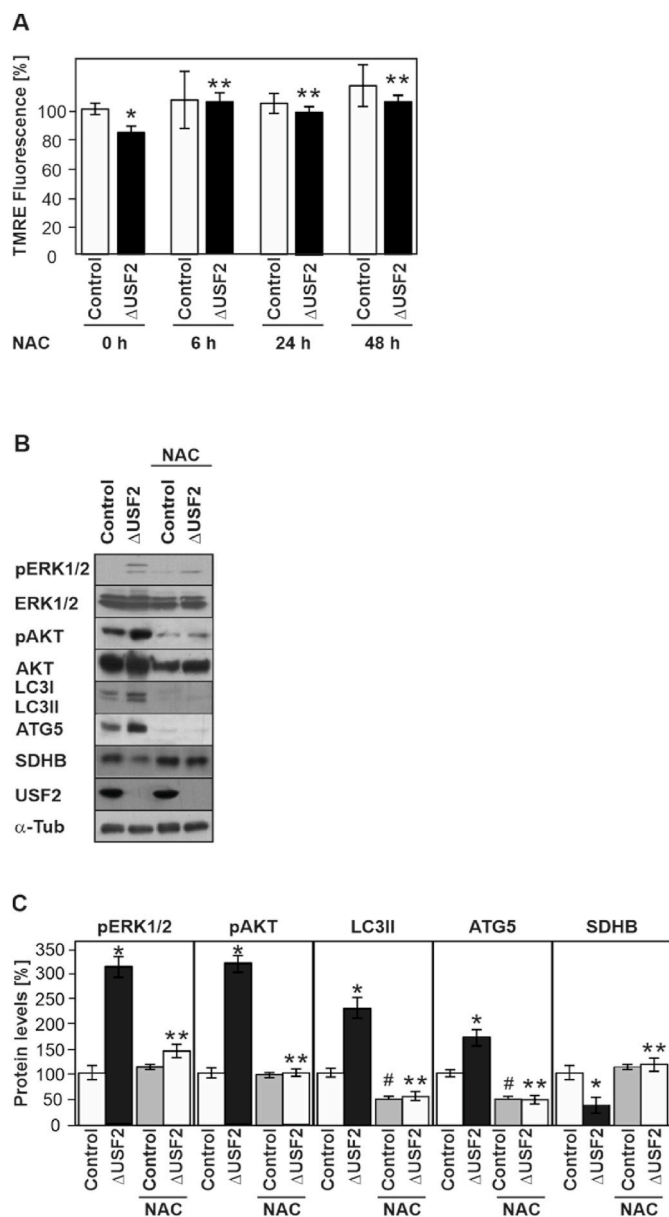 A
TMRE Fluorescence [%]
100
80
60
40
20
0
*
**
**
**
Control
ΔUSF2
Control
ΔUSF2
Control
ΔUSF2
Control
ΔUSF2
NAC 0 h 6 h 24 h 48 h
B
NAC
Control
ΔUSF2
Control
ΔUSF2
pERK1/2
ERK1/2
pAKT
AKT
LC3I
LC3II
ATG5
SDHB
USF2
α-Tub
C
pERK1/2 pAKT LC3II ATG5 SDHB
Protein levels [%]
350
300
250
200
150
100
50
0
* **
* **
* # **
* # **
* **
Control
ΔUSF2
Control
ΔUSF2
Control
ΔUSF2
Control
ΔUSF2
Control
ΔUSF2
Control
ΔUSF2
Control
ΔUSF2
Control
ΔUSF2
Control
ΔUSF2
Control
ΔUSF2
NAC NAC NAC NAC NAC